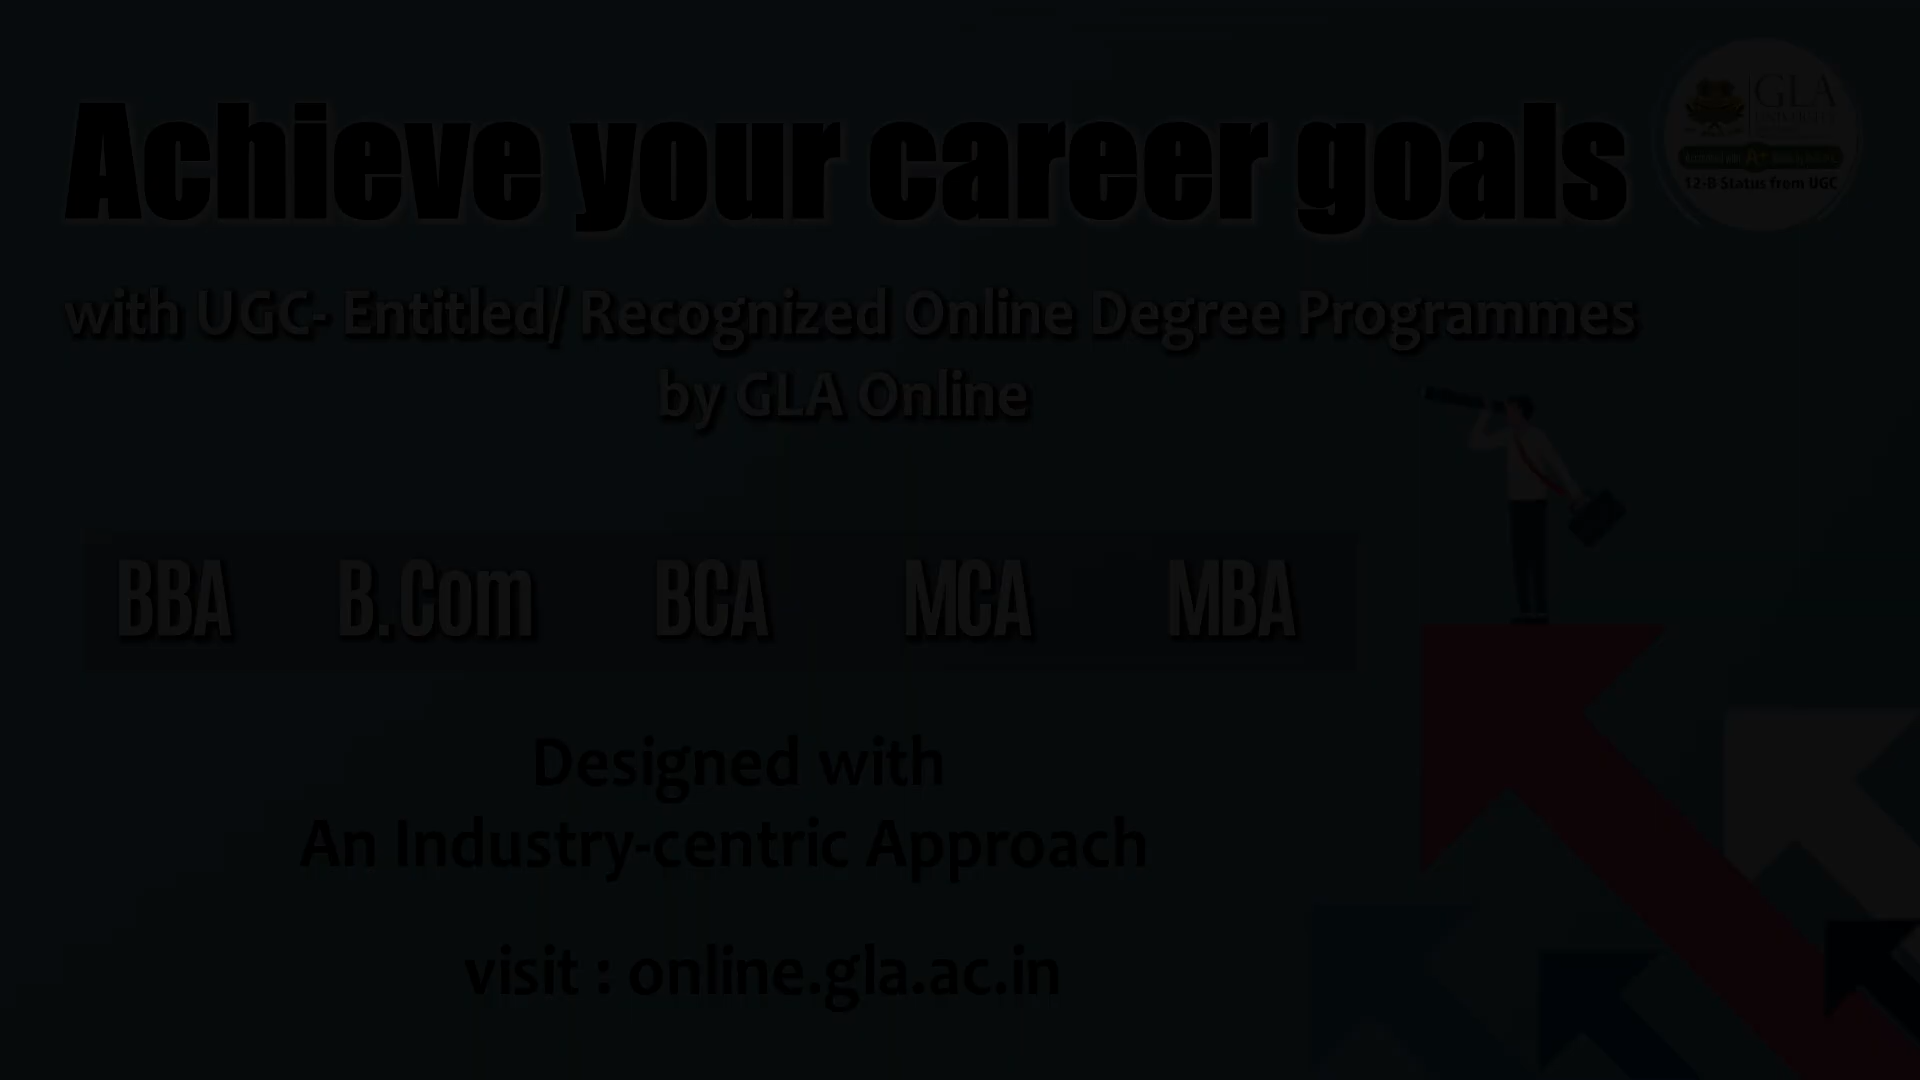 Achieve your career goals
with UGC- Entitled/ Recognized Online Degree Programmes
by GLA Online
GLA
UNIVERSITY
12-B Status from UGC
BBA B.Com BCA MCA MBA
Designed with
An Industry-centric Approach
visit : online.gla.ac.in